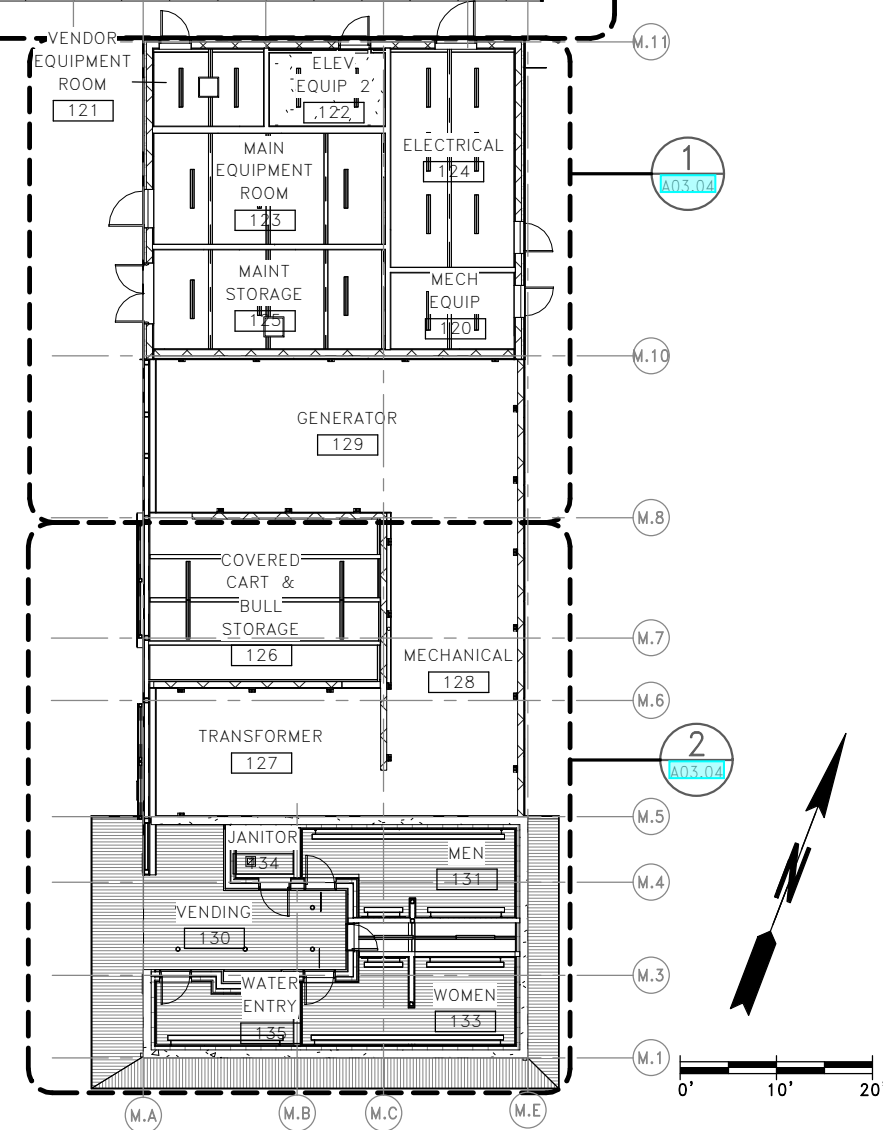 M.11
VENDOR
EQUIPMENT
ROOM
121
ELEV
EQUIP 2
122
1
A03.04
MAIN
EQUIPMENT
ROOM
123
ELECTRICAL
124
MAINT
STORAGE
125
MECH
EQUIP
120
M.10
GENERATOR
129
M.8
COVERED
CART &
BULL
STORAGE
126
M.7
MECHANICAL
128
M.6
TRANSFORMER
127
2
A03.04
M.5
JANITOR
134
MEN
131
M.4
N
VENDING
130
M.3
WATER
ENTRY
135
WOMEN
133
M.1
0'
10'
20'
M.A
M.B
M.C
M.E